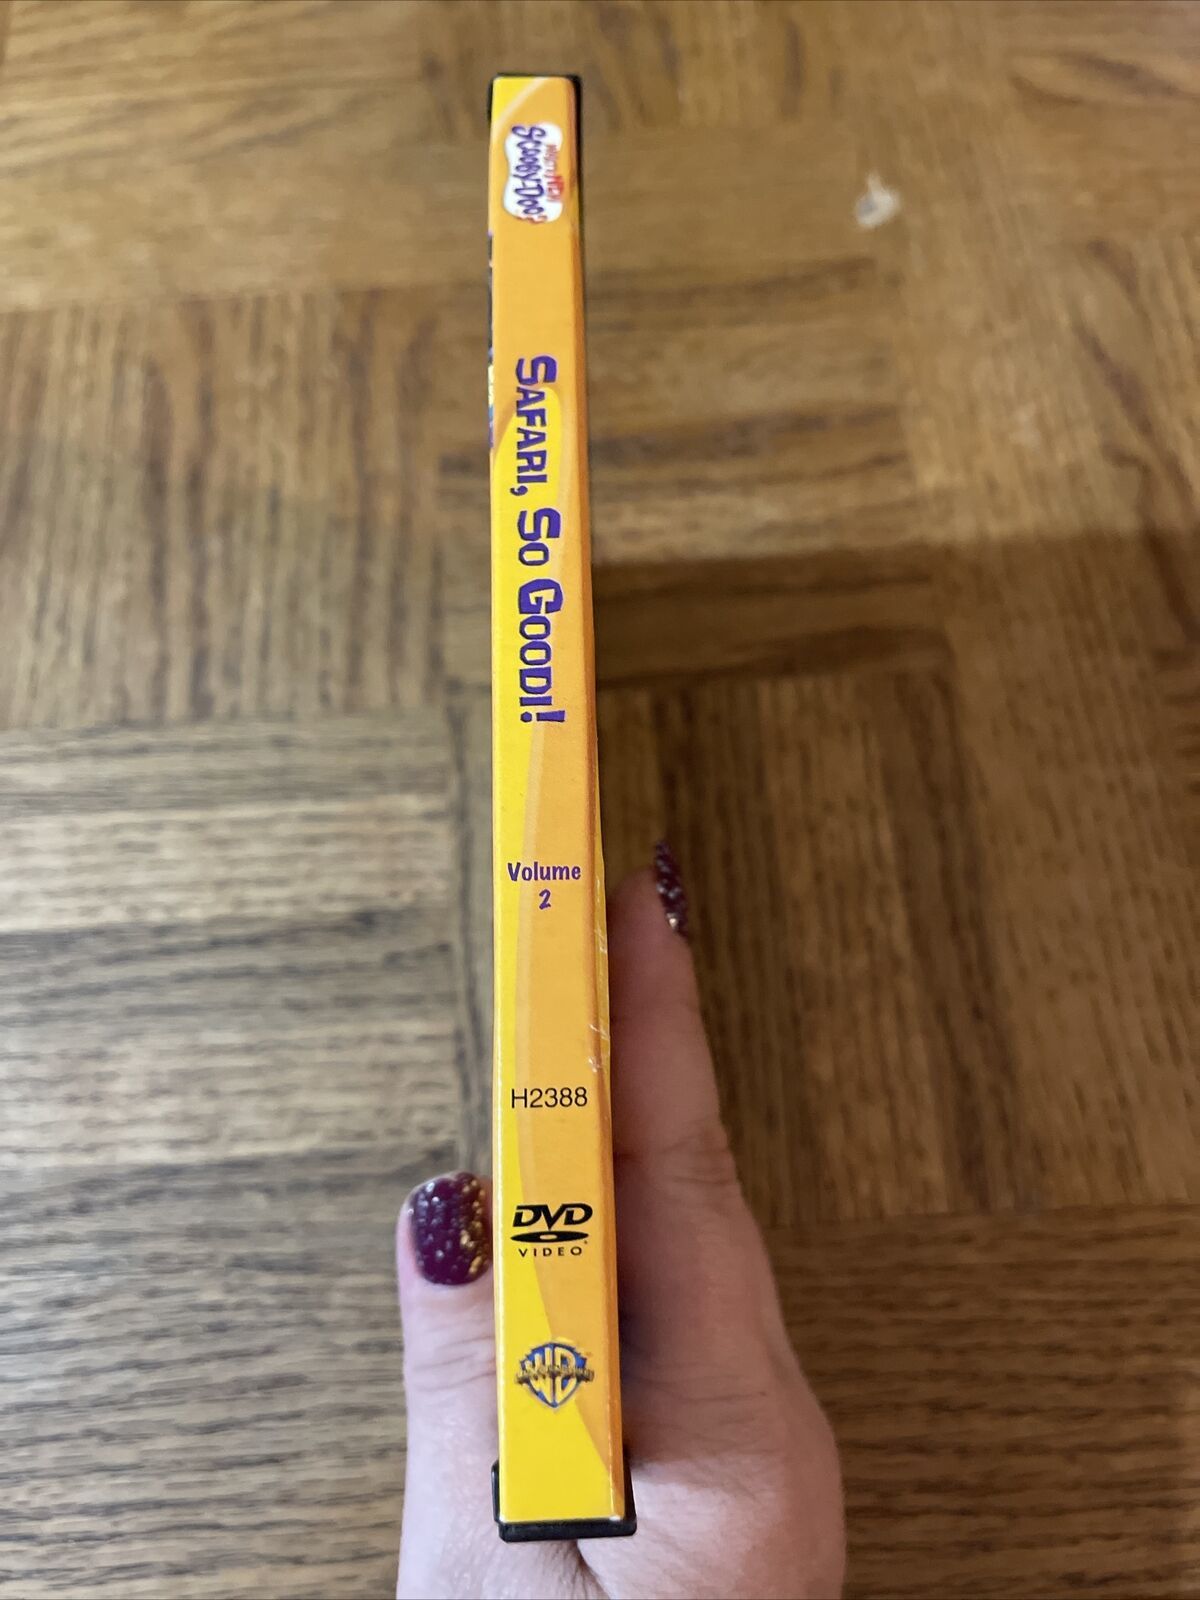 What's New
Scooby-Doo?
Safari, So Goodi!
Volume
2
H2388
DVD
VIDEO
WB